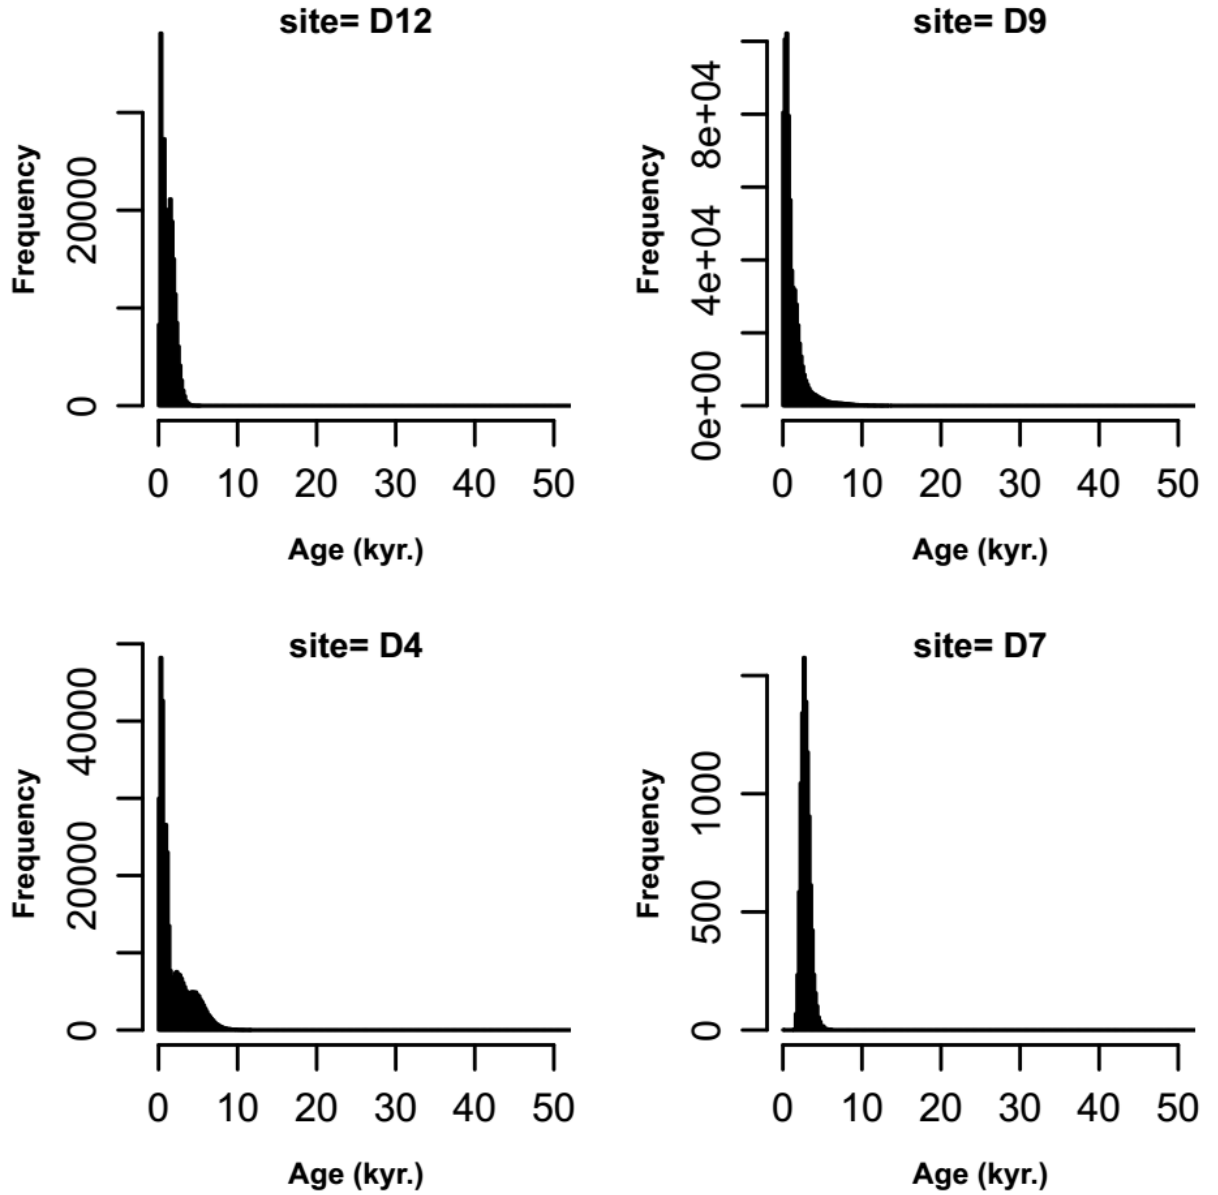 site= D12
Frequency
0
20000
0 10 20 30 40 50
Age (kyr.)
site= D9
Frequency
0e+00
4e+04
8e+04
0 10 20 30 40 50
Age (kyr.)
site= D4
Frequency
0
20000
40000
0 10 20 30 40 50
Age (kyr.)
site= D7
Frequency
0
500
1000
0 10 20 30 40 50
Age (kyr.)